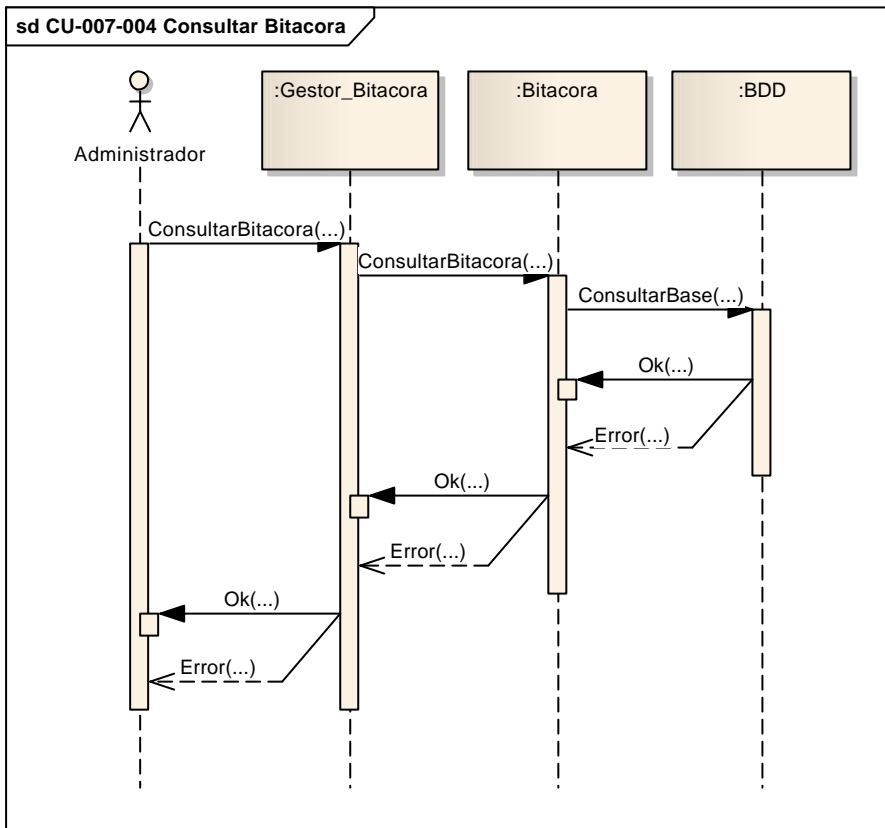 sd CU-007-004 Consultar Bitacora
Administrador
:Gestor_Bitacora
:Bitacora
:BDD
ConsultarBitacora(...)
ConsultarBitacora(...)
ConsultarBase(...)
Ok(...)
Error(...)
Ok(...)
Error(...)
Ok(...)
Error(...)